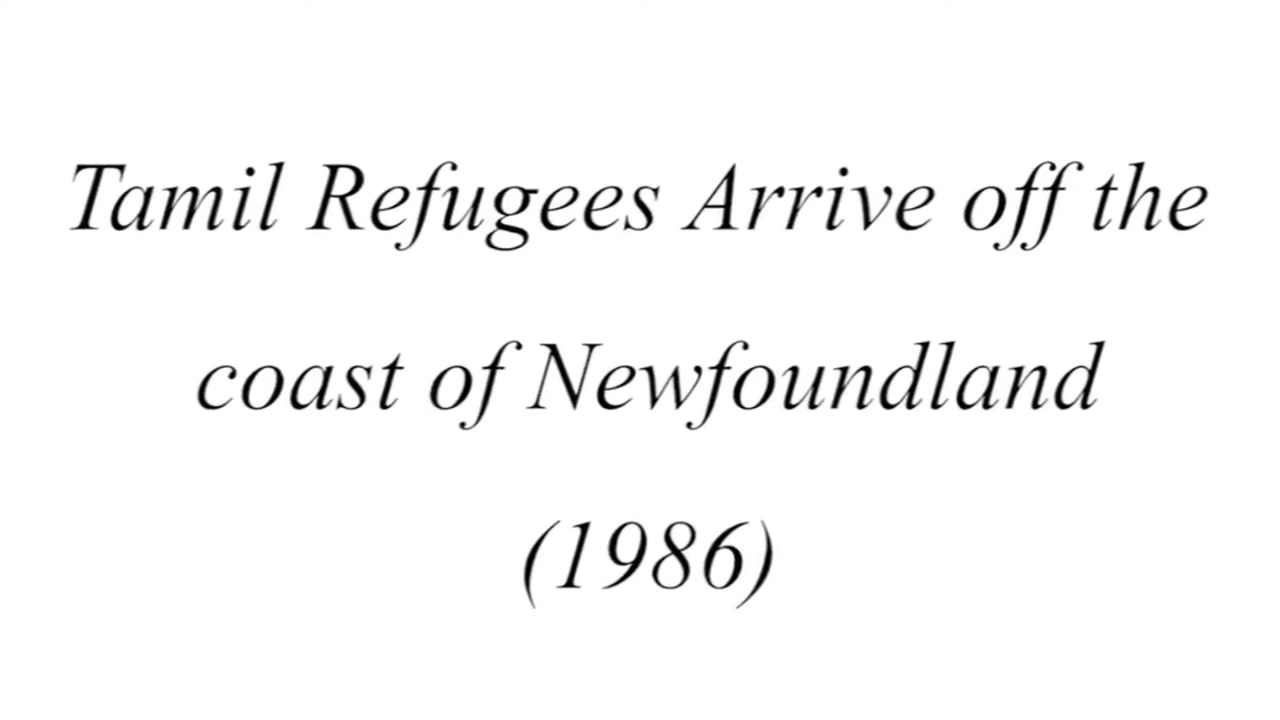 Tamil Refugees Arrive off the
coast of Newfoundland
(1986)